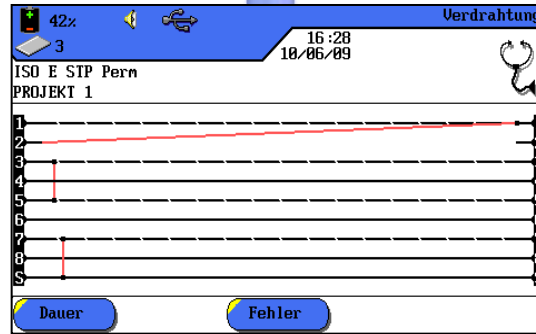 42% Verdrahtung
3
16:28
10/06/09
ISO E STP Perm
PROJEKT 1
1
2
3
4
5
6
7
8
S
Dauer Fehler